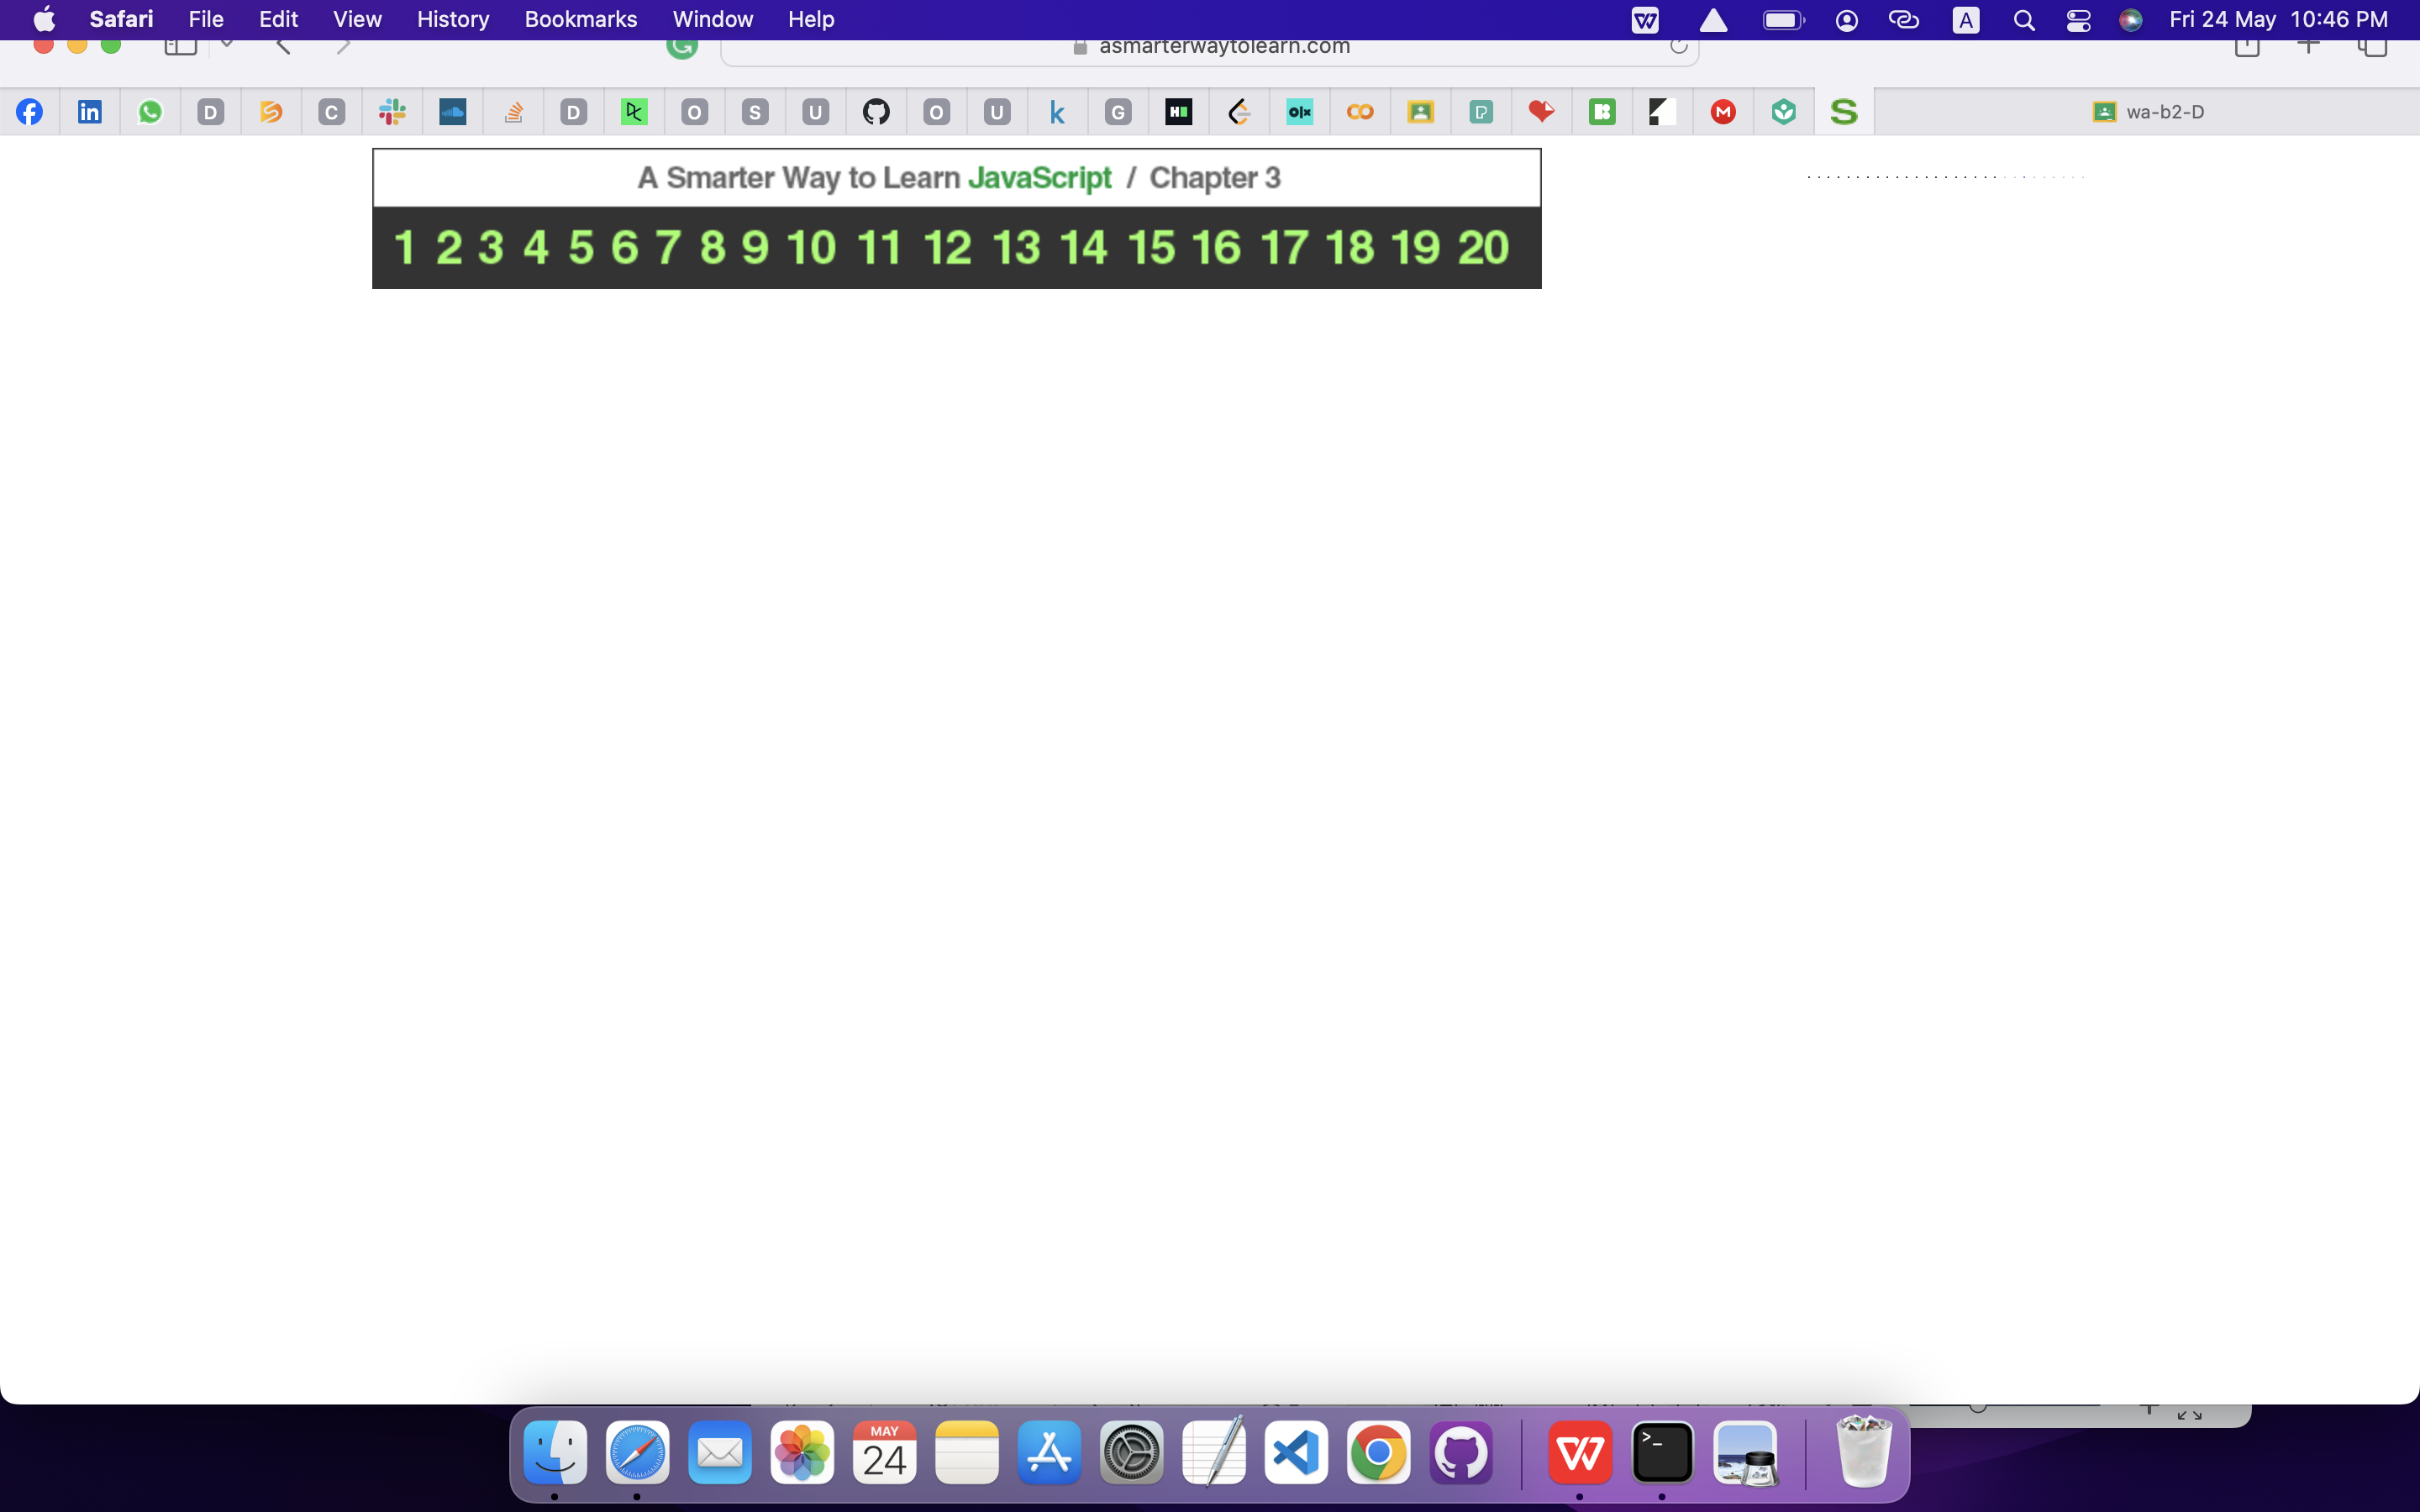 Safari File Edit View History Bookmarks Window Help A Fri 24 May 10:46 PM
asmarterwaytolearn.com
in D C D O S U O U k G H olx P M S wa-b2-D
A Smarter Way to Learn JavaScript / Chapter 3
1 2 3 4 5 6 7 8 9 10 11 12 13 14 15 16 17 18 19 20
MAY
24